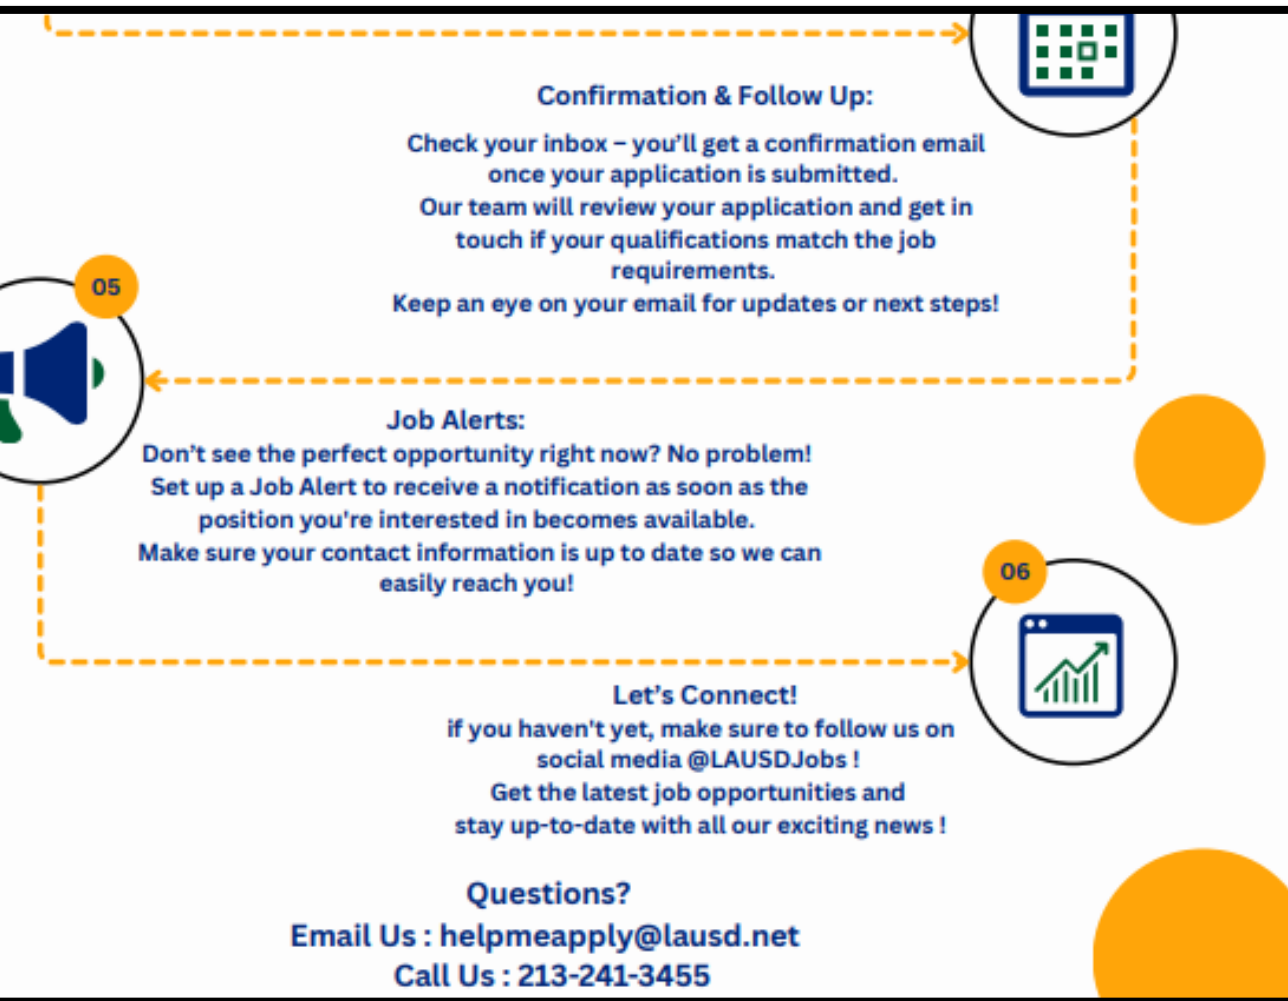 Confirmation & Follow Up:
Check your inbox – you'll get a confirmation email
once your application is submitted.
Our team will review your application and get in
touch if your qualifications match the job
requirements.
Keep an eye on your email for updates or next steps!
05
Job Alerts:
Don't see the perfect opportunity right now? No problem!
Set up a Job Alert to receive a notification as soon as the
position you're interested in becomes available.
Make sure your contact information is up to date so we can
easily reach you!
06
Let's Connect!
if you haven't yet, make sure to follow us on
social media @LAUSDJobs !
Get the latest job opportunities and
stay up-to-date with all our exciting news !
Questions?
Email Us : helpmeapply@lausd.net
Call Us : 213-241-3455